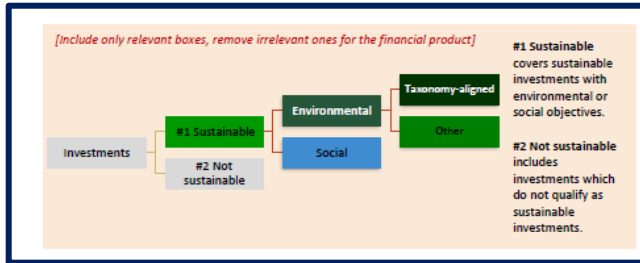 [Include only relevant boxes, remove irrelevant ones for the financial product]
Investments
#1 Sustainable
#2 Not
sustainable
Environmental
Social
Taxonomy-aligned
Other
#1 Sustainable
covers sustainable
investments with
environmental or
social objectives.
#2 Not sustainable
includes
investments which
do not qualify as
sustainable
investments.